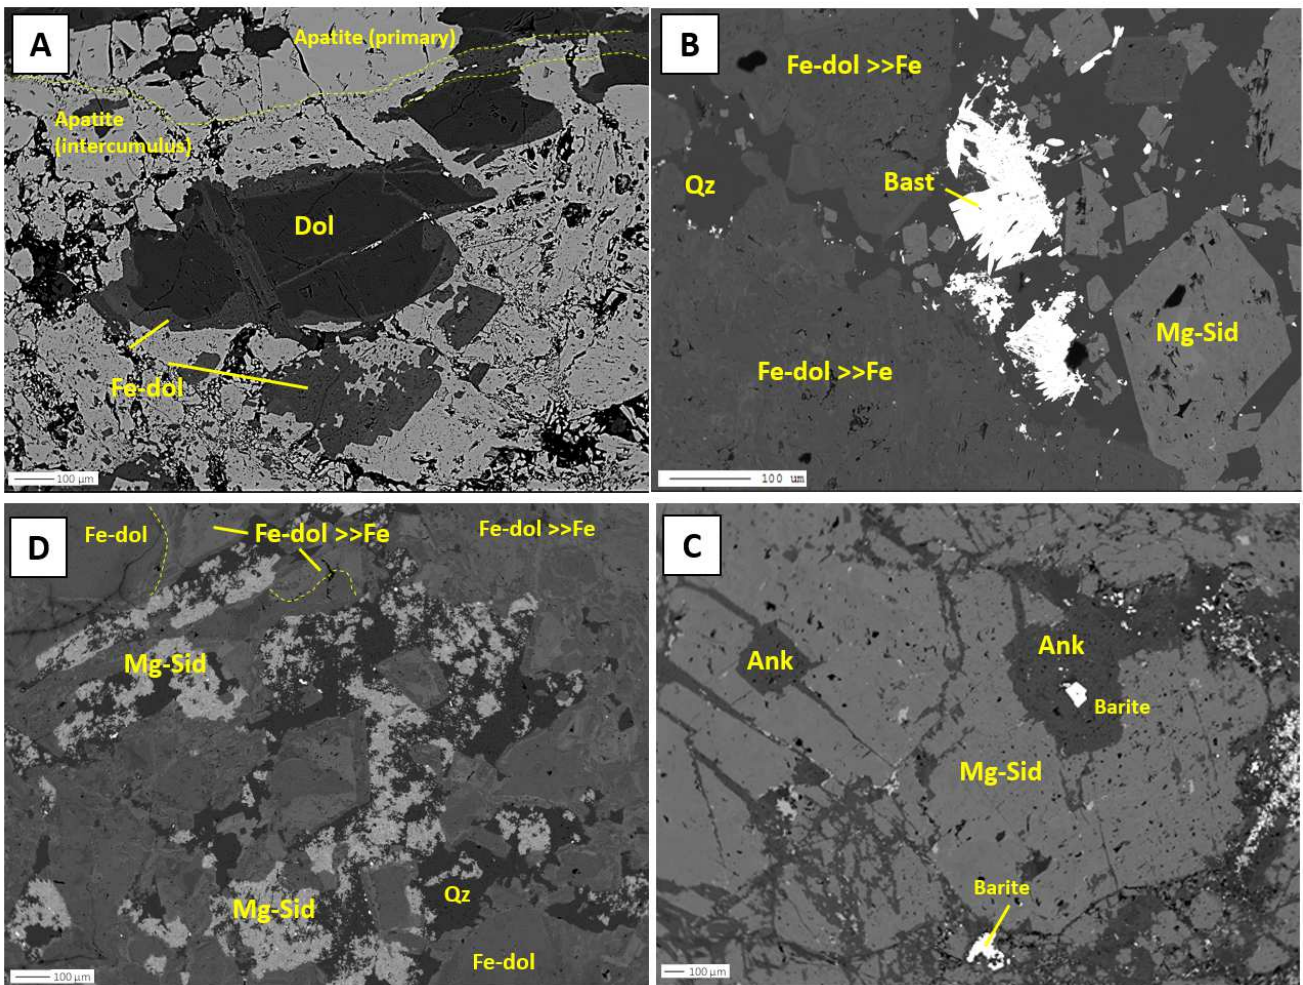 A
Apatite (primary)
Apatite
(intercumulus)
Dol
Fe-dol
100 µm
B
Fe-dol >>Fe
Qz
Bast
Mg-Sid
Fe-dol >>Fe
100 um
D
Fe-dol
Fe-dol >>Fe
Fe-dol >>Fe
Mg-Sid
Mg-Sid
Qz
Fe-dol
100 µm
C
Ank
Ank
Barite
Mg-Sid
Barite
100 µm